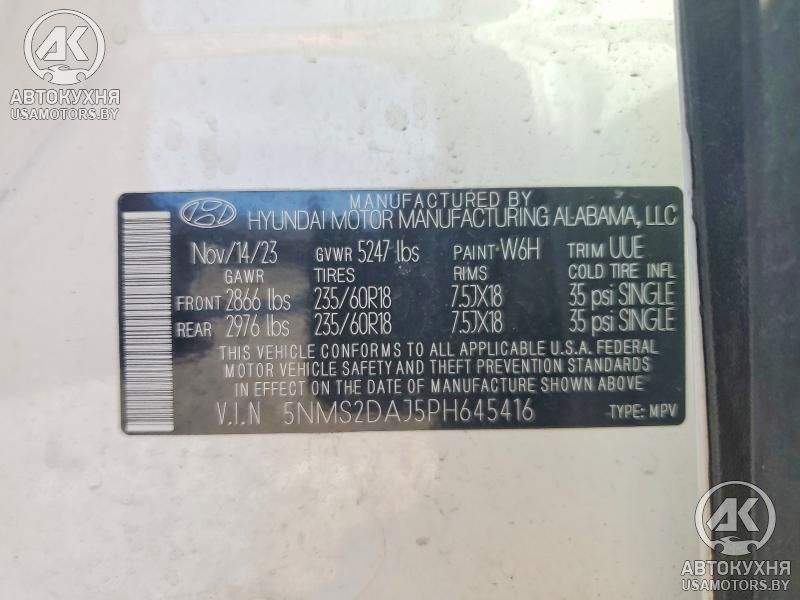 AK
АВТОКУХНЯ
USAMOTORS.BY
MANUFACTURED BY
HYUNDAI MOTOR MANUFACTURING ALABAMA, LLC
Nov/14/23 GVWR 5247 lbs PAINT W6H TRIM UUE
GAWR TIRES RIMS COLD TIRE INFL
FRONT 2866 lbs 235/60R18 7.5JX18 35 psi SINGLE
REAR 2976 lbs 235/60R18 7.5JX18 35 psi SINGLE
THIS VEHICLE CONFORMS TO ALL APPLICABLE U.S.A. FEDERAL
MOTOR VEHICLE SAFETY AND THEFT PREVENTION STANDARDS
IN EFFECT ON THE DATE OF MANUFACTURE SHOWN ABOVE.
V.I.N 5NMS2DAJ5PH645416 TYPE: MPV
AK
АВТОКУХНЯ
USAMOTORS.BY